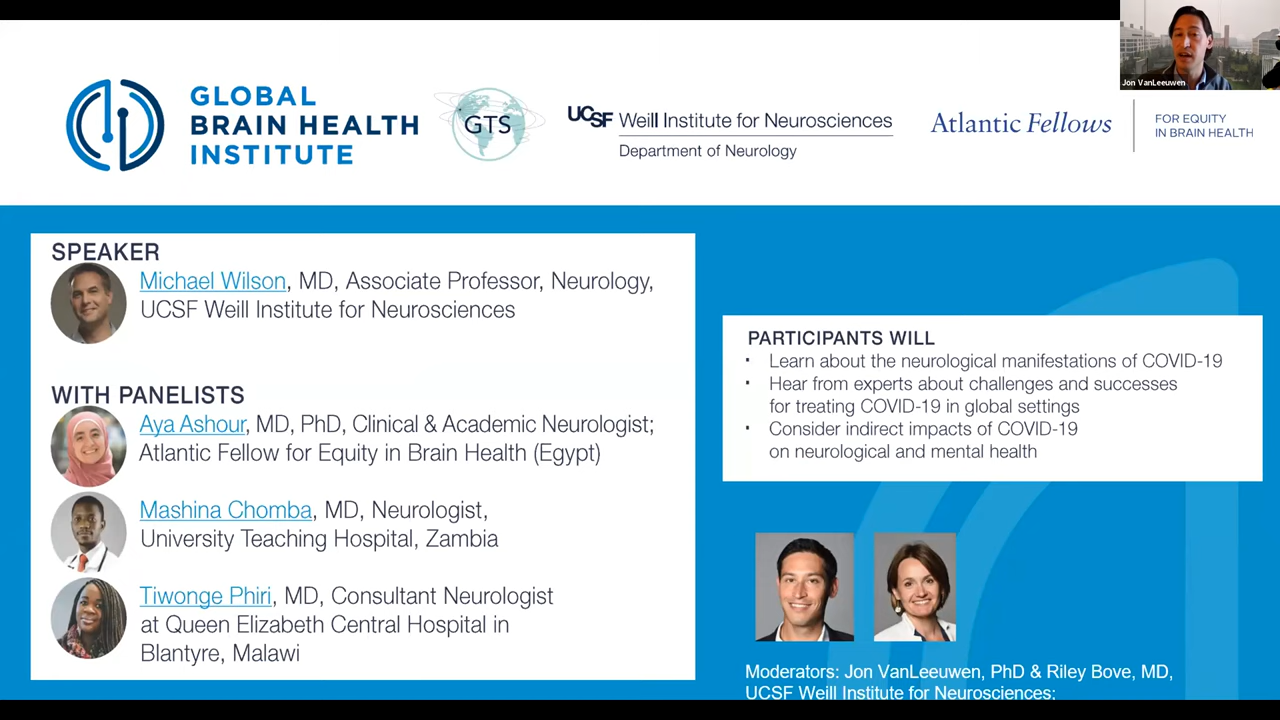 Jon VanLeeuwen
GLOBAL
BRAIN HEALTH
INSTITUTE
GTS
UCSF Weill Institute for Neurosciences
Department of Neurology
Atlantic Fellows
FOR EQUITY
IN BRAIN HEALTH
SPEAKER
Michael Wilson, MD, Associate Professor, Neurology,
UCSF Weill Institute for Neurosciences
WITH PANELISTS
Aya Ashour, MD, PhD, Clinical & Academic Neurologist;
Atlantic Fellow for Equity in Brain Health (Egypt)
Mashina Chomba, MD, Neurologist,
University Teaching Hospital, Zambia
Tiwonge Phiri, MD, Consultant Neurologist
at Queen Elizabeth Central Hospital in
Blantyre, Malawi
PARTICIPANTS WILL
· Learn about the neurological manifestations of COVID-19
· Hear from experts about challenges and successes
for treating COVID-19 in global settings
· Consider indirect impacts of COVID-19
on neurological and mental health
Moderators: Jon VanLeeuwen, PhD & Riley Bove, MD,
UCSF Weill Institute for Neurosciences;